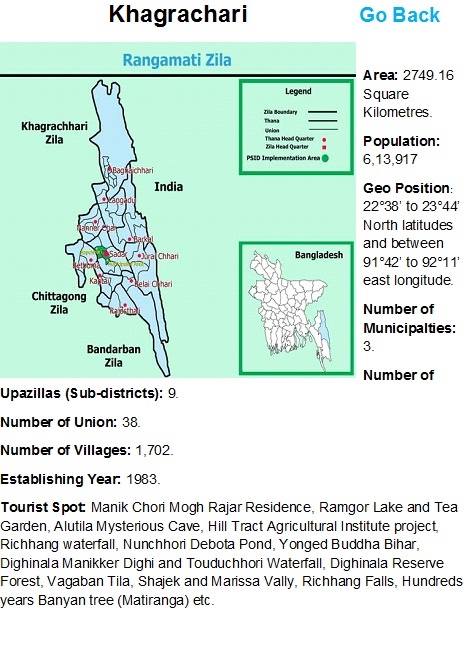 Khagrachari
Go Back
Rangamati Zila
Khagrachhari
Zila
India
Chittagong
Zila
Bandarban
Zila
Baghaichhari
Langadu
Barkal
Sadar
Jurai Chhari
Kaptai
Belai Chhari
Rajasthali
Legend
Zila Boundary
Thana
Union
Thana Head Quarter
Zila Head Quarter
PSID Implementation Area
Bangladesh
Area: 2749.16
Square
Kilometres.
Population:
6,13,917
Geo Position:
22°38’ to 23°44’
North latitudes
and between
91°42’ to 92°11’
east longitude.
Number of
Municipalties:
3.
Number of
Upazillas (Sub-districts): 9.
Number of Union: 38.
Number of Villages: 1,702.
Establishing Year: 1983.
Tourist Spot: Manik Chori Mogh Rajar Residence, Ramgor Lake and Tea
Garden, Alutila Mysterious Cave, Hill Tract Agricultural Institute project,
Richhang waterfall, Nunchhori Debota Pond, Yonged Buddha Bihar,
Dighinala Manikker Dighi and Touduchhori Waterfall, Dighinala Reserve
Forest, Vagaban Tila, Shajek and Marissa Vally, Richhang Falls, Hundreds
years Banyan tree (Matiranga) etc.